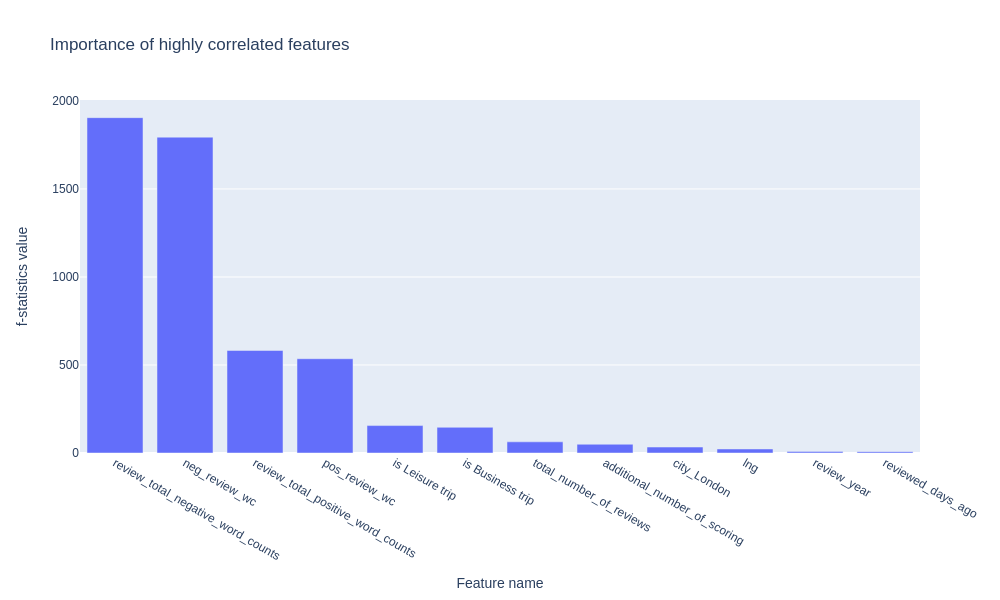 Importance of highly correlated features
2000
1500
1000
500
0
f-statistics value
review_total_negative_word_counts
neg_review_wc
review_total_positive_word_counts
pos_review_wc
is Leisure trip
is Business trip
total_number_of_reviews
additional_number_of_scoring
city_London
lng
review_year
reviewed_days_ago
Feature name